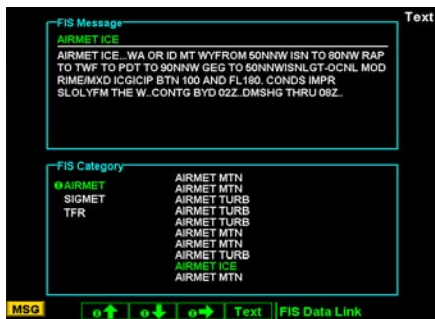 Text
FIS Message
AIRMET ICE
AIRMET ICE...WA OR ID MT WYFROM 50NNW ISN TO 80NW RAP
TO TWF TO PDT TO 90NNW GEG TO 50NNWISNLGT-OCNL MOD
RIME/MXD ICGICIP BTN 100 AND FL180. CONDS IMPR
SLOLYFM THE W..CONTG BYD 02Z..DMSHG THRU 08Z..
FIS Category
AIRMET
SIGMET
TFR
AIRMET MTN
AIRMET MTN
AIRMET TURB
AIRMET TURB
AIRMET TURB
AIRMET MTN
AIRMET MTN
AIRMET TURB
AIRMET ICE
AIRMET MTN
MSG
Text
FIS Data Link